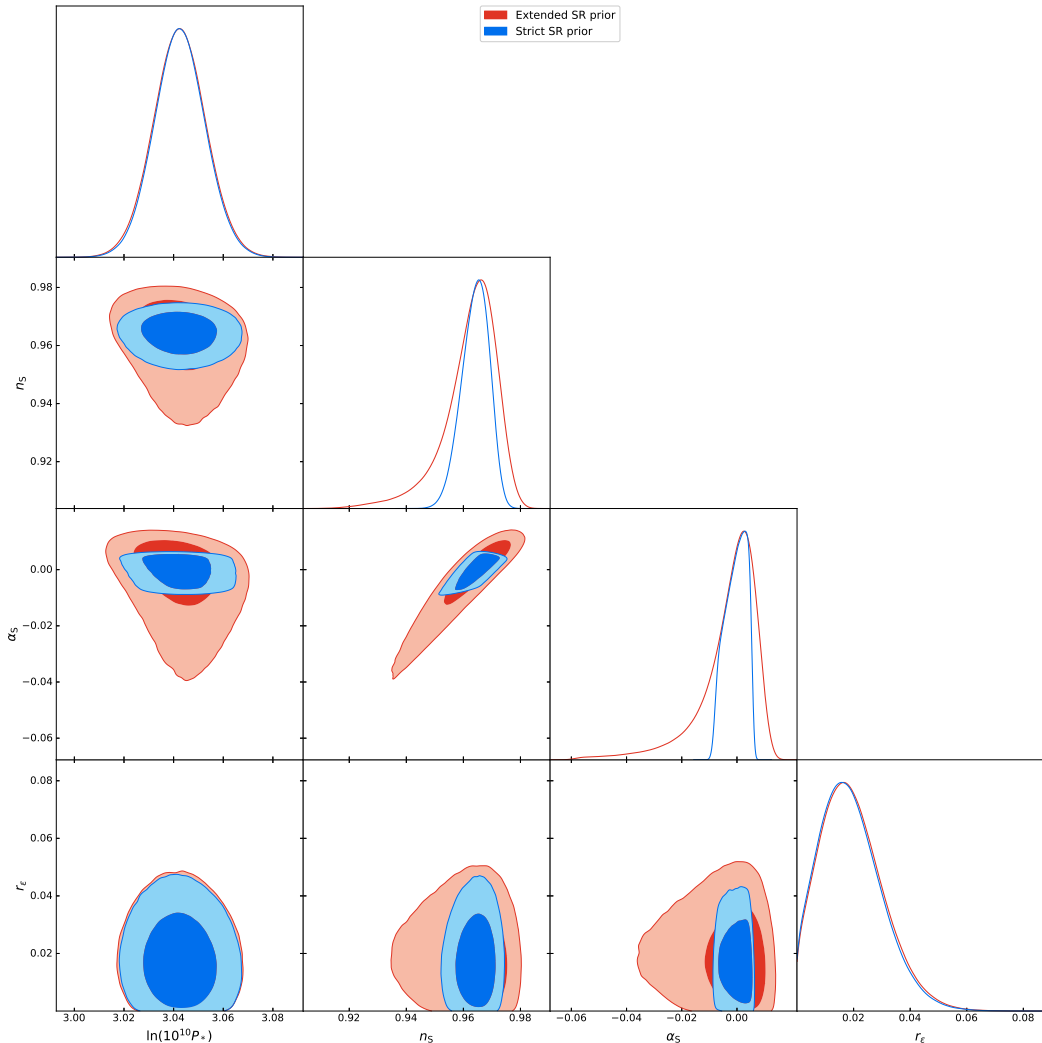 Extended SR prior
Strict SR prior
0.98
0.96
0.94
0.92
n_S
0.00
−0.02
−0.04
−0.06
α_S
0.08
0.06
0.04
0.02
r_ε
3.00 3.02 3.04 3.06 3.08
0.92 0.94 0.96 0.98
−0.06 −0.04 −0.02 0.00
0.02 0.04 0.06 0.08
ln(10^{10}P_*)
n_S
α_S
r_ε